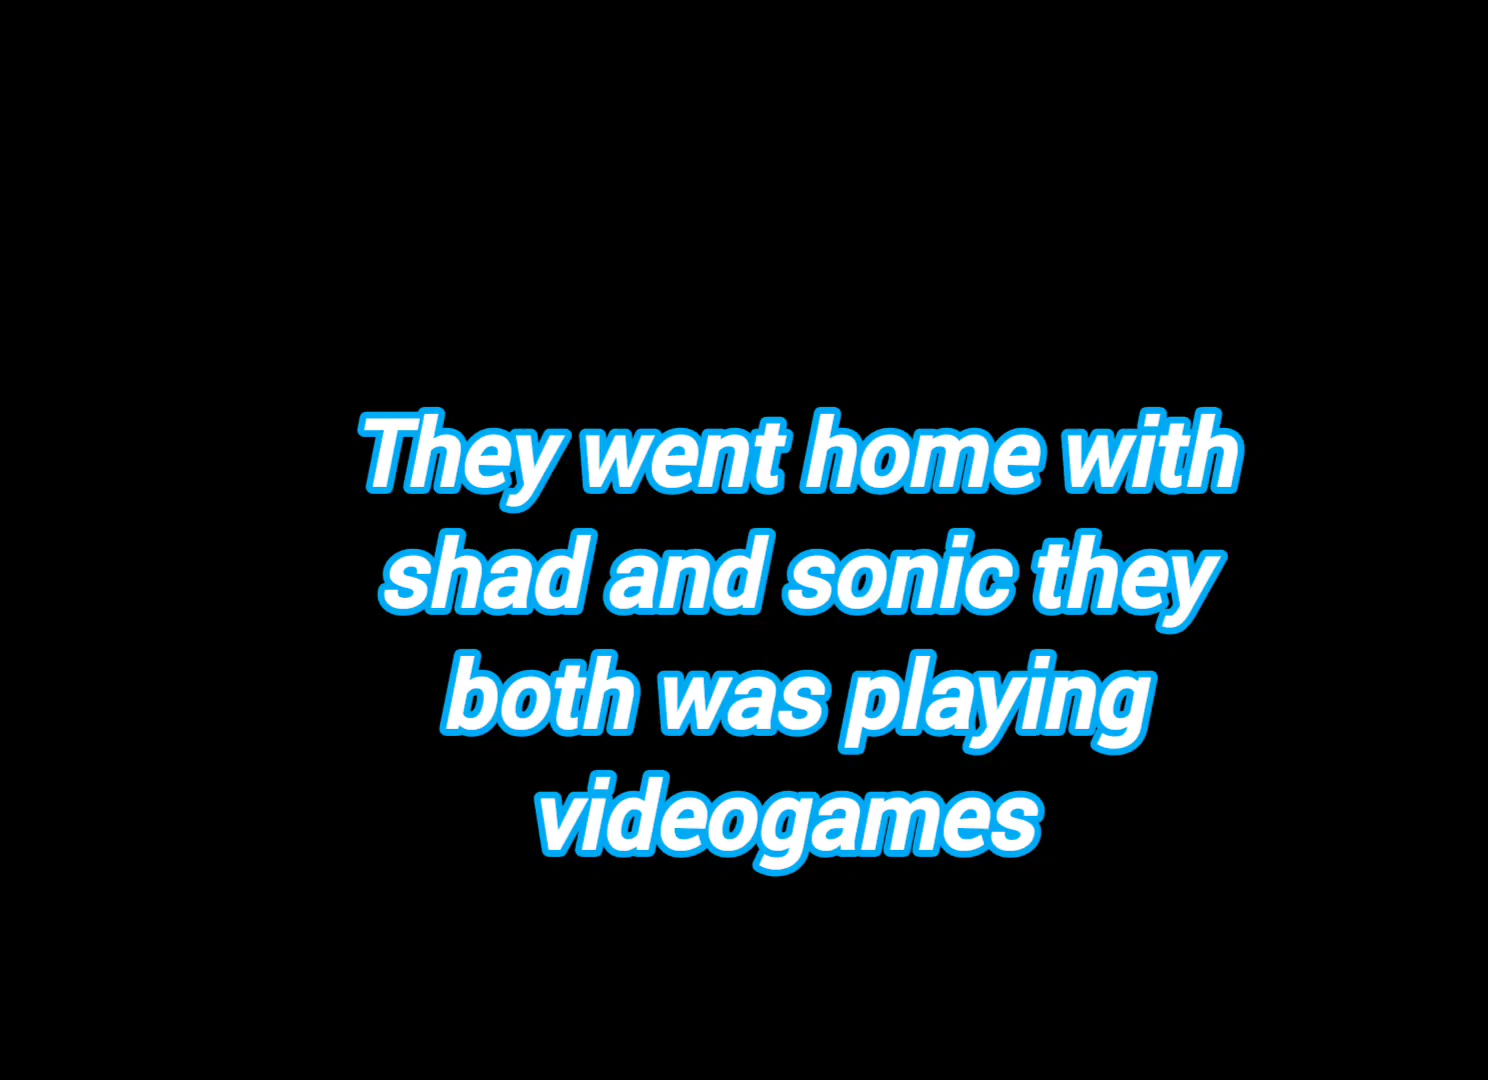 They went home with
shad and sonic they
both was playing
videogames